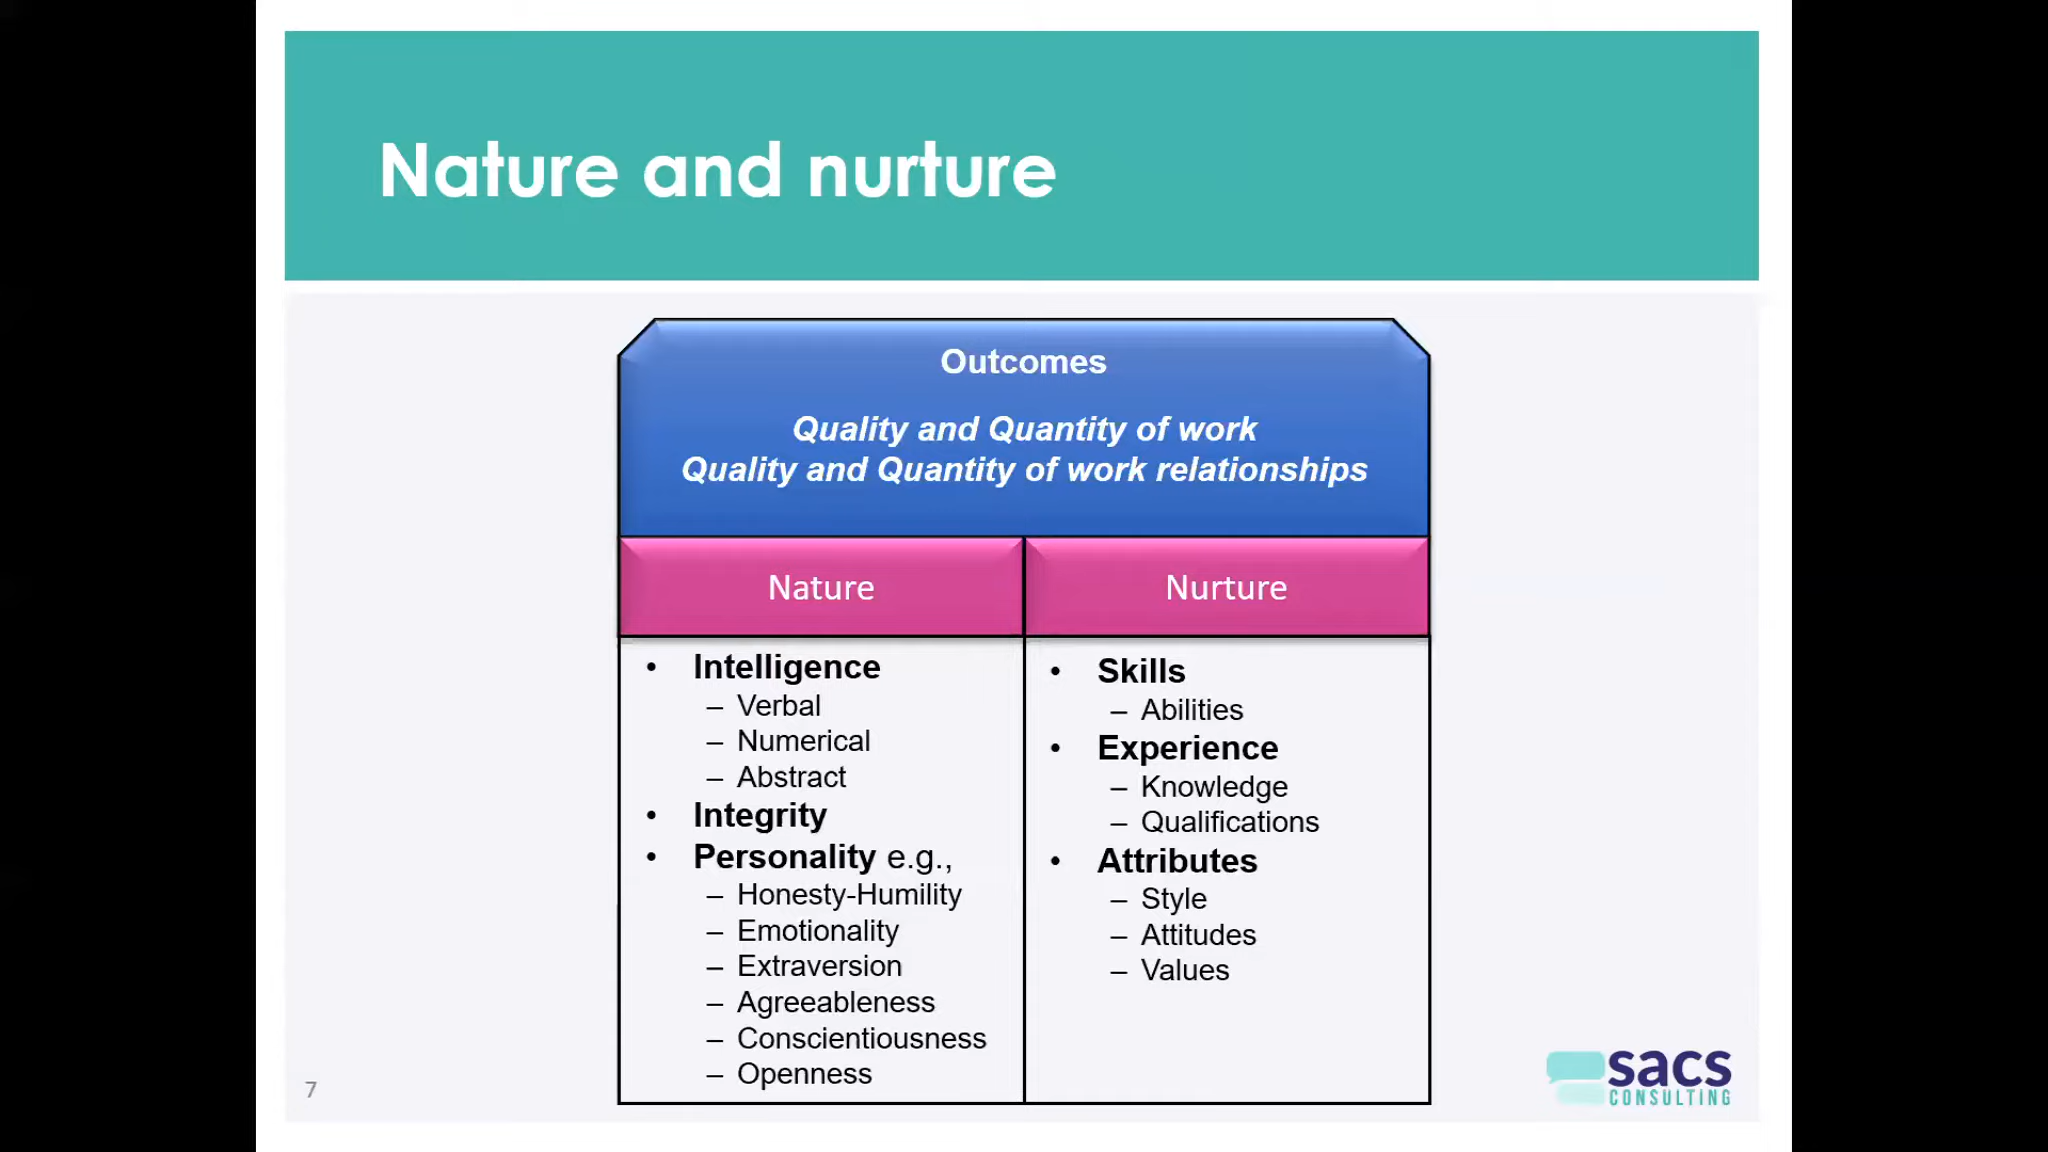 Nature and nurture
Outcomes
Quality and Quantity of work
Quality and Quantity of work relationships
Nature
Nurture
• Intelligence
– Verbal
– Numerical
– Abstract
• Integrity
• Personality e.g.,
– Honesty-Humility
– Emotionality
– Extraversion
– Agreeableness
– Conscientiousness
– Openness
• Skills
– Abilities
• Experience
– Knowledge
– Qualifications
• Attributes
– Style
– Attitudes
– Values
7
sacs
CONSULTING